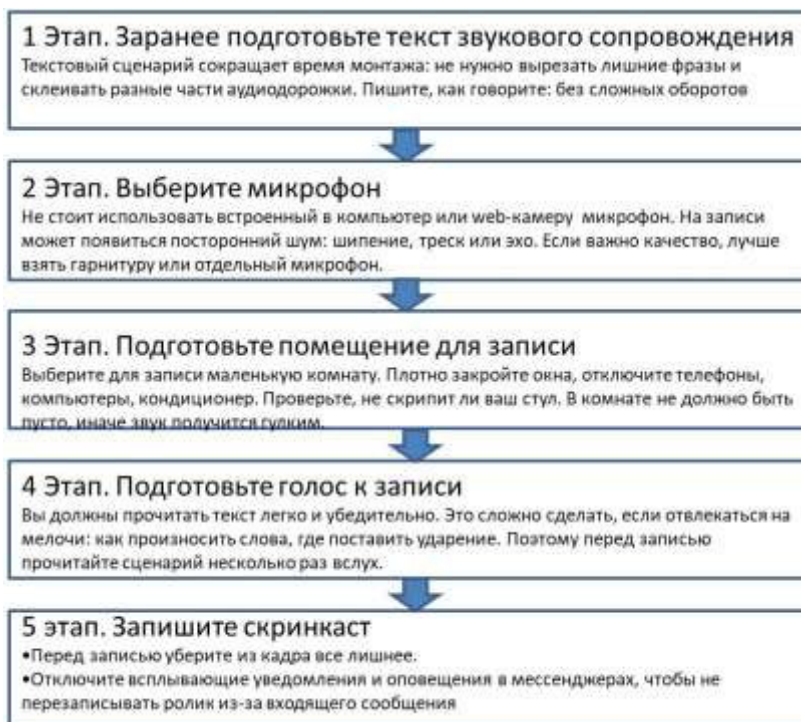 1 Этап. Заранее подготовьте текст звукового сопровождения
Текстовый сценарий сокращает время монтажа: не нужно вырезать лишние фразы и
склеивать разные части аудиодорожки. Пишите, как говорите: без сложных оборотов
2 Этап. Выберите микрофон
Не стоит использовать встроенный в компьютер или web-камеру микрофон. На записи
может появиться посторонний шум: шипение, треск или эхо. Если важно качество, лучше
взять гарнитуру или отдельный микрофон.
3 Этап. Подготовьте помещение для записи
Выберите для записи маленькую комнату. Плотно закройте окна, отключите телефоны,
компьютеры, кондиционер. Проверьте, не скрипит ли ваш стул. В комнате не должно быть
пусто, иначе звук получится гулким.
4 Этап. Подготовьте голос к записи
Вы должны прочитать текст легко и убедительно. Это сложно сделать, если отвлекаться на
мелочи: как произносить слова, где поставить ударение. Поэтому перед записью
прочитайте сценарий несколько раз вслух.
5 этап. Запишите скринкаст
•Перед записью уберите из кадра все лишнее.
•Отключите всплывающие уведомления и оповещения в мессенджерах, чтобы не
перезаписывать ролик из-за входящего сообщения